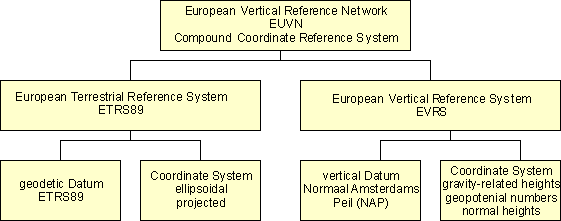 European Vertical Reference Network
EUVN
Compound Coordinate Reference System
European Terrestrial Reference System
ETRS89
European Vertical Reference System
EVRS
geodetic Datum
ETRS89
Coordinate System
ellipsoidal
projected
vertical Datum
Normaal Amsterdams
Peil (NAP)
Coordinate System
gravity-related heights
geopotenial numbers
normal heights